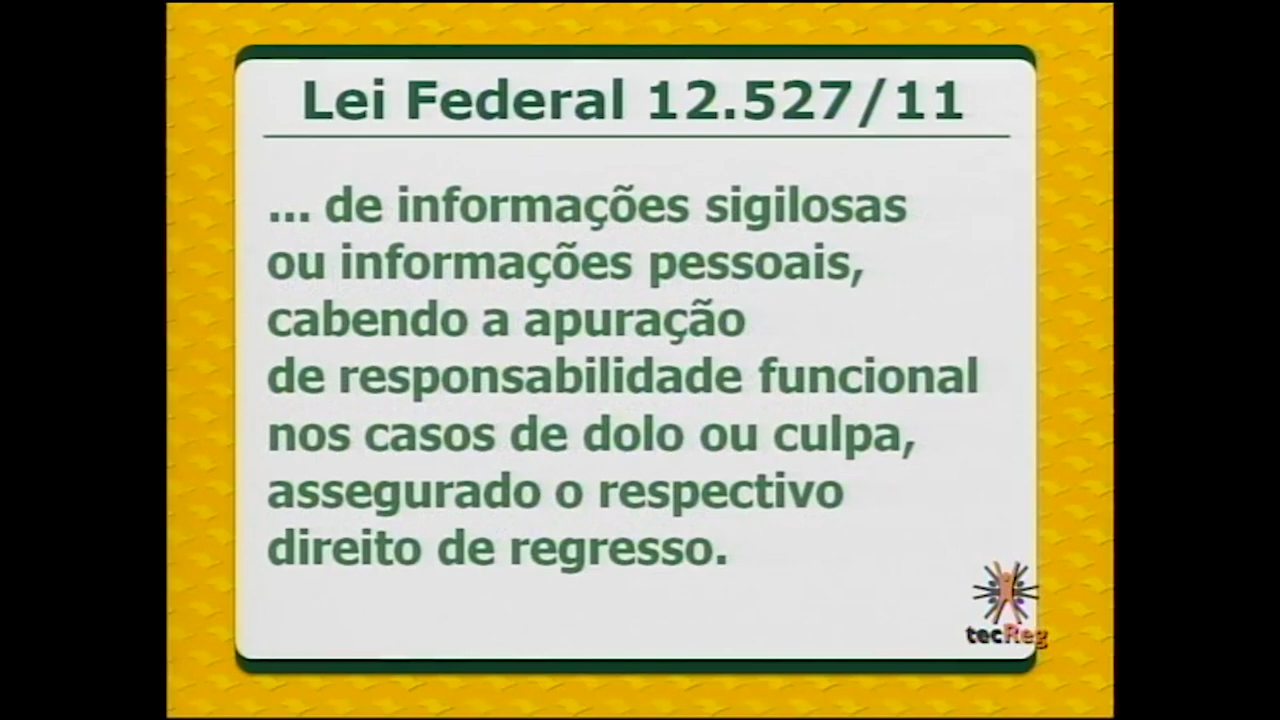 Lei Federal 12.527/11
... de informações sigilosas
ou informações pessoais,
cabendo a apuração
de responsabilidade funcional
nos casos de dolo ou culpa,
assegurado o respectivo
direito de regresso.
tecReg